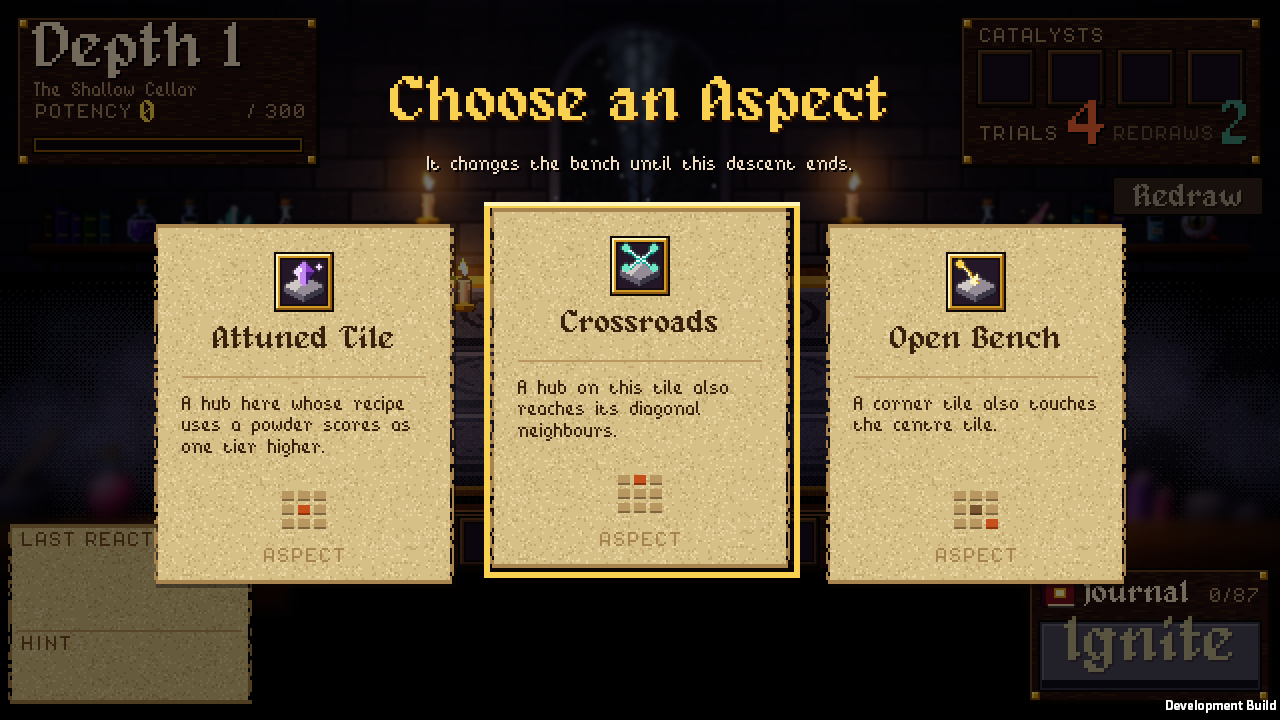 Depth 1
The Shallow Cellar
POTENCY 0 / 300
Choose an Aspect
It changes the bench until this descent ends.
CATALYSTS
TRIALS 4 REDRAWS 2
Redraw
Attuned Tile
A hub here whose recipe
uses a powder scores as
one tier higher.
ASPECT
Crossroads
A hub on this tile also
reaches its diagonal
neighbours.
ASPECT
Open Bench
A corner tile also touches
the centre tile.
ASPECT
LAST REACT
HINT
Journal 0/87
Ignite
Development Build